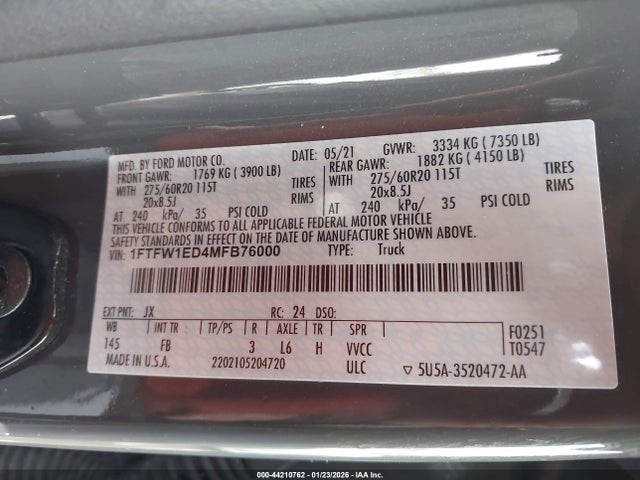 MFD. BY FORD MOTOR CO.
DATE: 05/21 GVWR: 3334 KG ( 7350 LB)
FRONT GAWR: 1769 KG ( 3900 LB)
REAR GAWR: 1882 KG ( 4150 LB)
WITH 275/60R20 115T TIRES
WITH 275/60R20 115T TIRES
20x8.5J RIMS
20x8.5J RIMS
AT 240 kPa/ 35 PSI COLD
AT 240 kPa/ 35 PSI COLD
THIS VEHICLE CONFORMS TO ALL APPLICABLE FEDERAL MOTOR VEHICLE
SAFETY STANDARDS IN EFFECT ON THE DATE OF MANUFACTURE SHOWN ABOVE.
VIN: 1FTFW1ED4MFB76000 TYPE: Truck
EXT PNT: JX RC: 24 DSO:
WB INT TR TP/PS R AXLE TR SPR F0251
145 FB 3 L6 H VVCC T0547
MADE IN U.S.A. 2202105204720 ULC ▽ 5U5A-3520472-AA
000-44210762 - 01/23/2026 - IAAI, Inc.